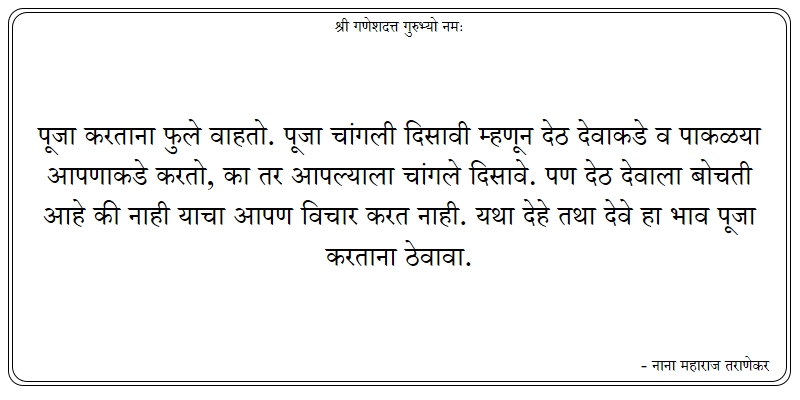 श्री गणेशदत्त गुरुभ्यो नमः
पूजा करताना फुले वाहतो. पूजा चांगली दिसावी म्हणून देठ देवाकडे व पाकळया
आपणाकडे करतो, का तर आपल्याला चांगले दिसावे. पण देठ देवाला बोचती
आहे की नाही याचा आपण विचार करत नाही. यथा देहे तथा देवे हा भाव पूजा
करताना ठेवावा.
- नाना महाराज तराणेकर